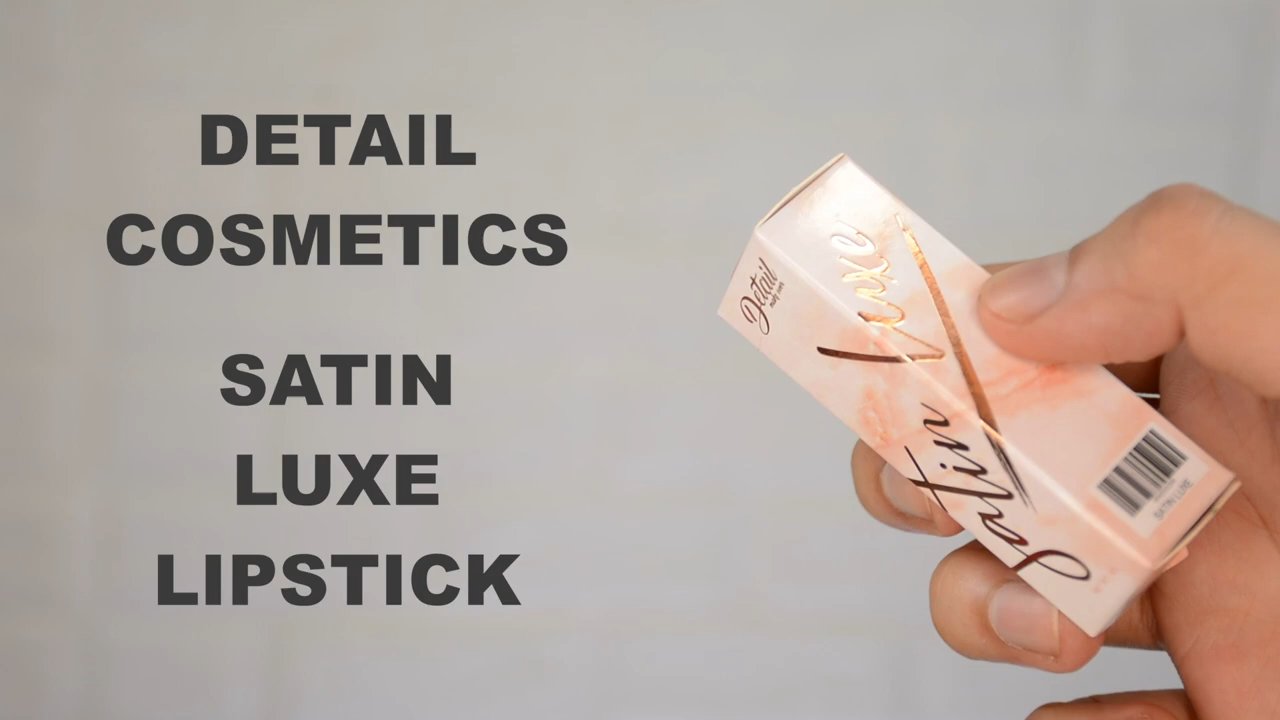 DETAIL
COSMETICS
SATIN
LUXE
LIPSTICK
Detail
Satin Luxe
SATIN LUXE